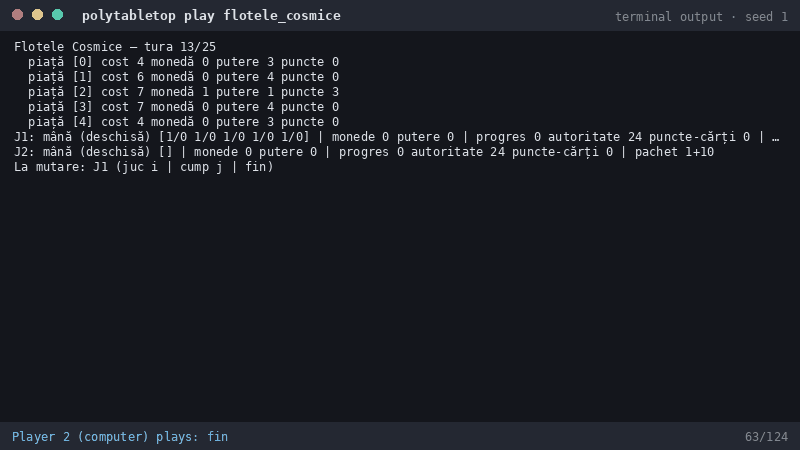 polytabletop play flotele_cosmice
terminal output · seed 1
Flotele Cosmice — tura 13/25
piață [0] cost 4 monedă 0 putere 3 puncte 0
piață [1] cost 6 monedă 0 putere 4 puncte 0
piață [2] cost 7 monedă 1 putere 1 puncte 3
piață [3] cost 7 monedă 0 putere 4 puncte 0
piață [4] cost 4 monedă 0 putere 3 puncte 0
J1: mână (deschisă) [1/0 1/0 1/0 1/0 1/0] | monede 0 putere 0 | progres 0 autoritate 24 puncte-cărți 0 | …
J2: mână (deschisă) [] | monede 0 putere 0 | progres 0 autoritate 24 puncte-cărți 0 | pachet 1+10
La mutare: J1 (juc i | cump j | fin)
Player 2 (computer) plays: fin
63/124